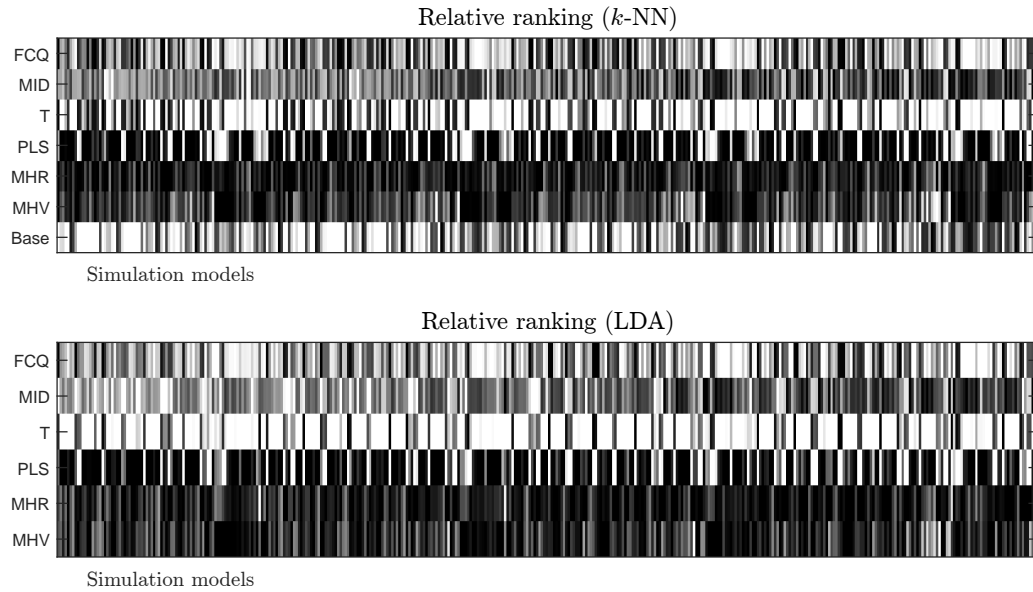 Relative ranking (k-NN)
FCQ
MID
T
PLS
MHR
MHV
Base
Simulation models
Relative ranking (LDA)
FCQ
MID
T
PLS
MHR
MHV
Simulation models